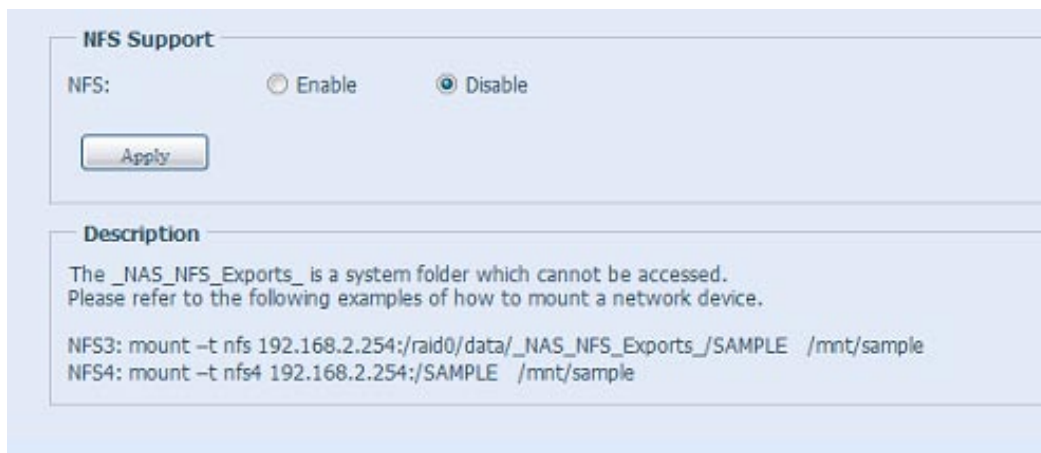 NFS Support
NFS: Enable Disable
Apply
Description
The _NAS_NFS_Exports_ is a system folder which cannot be accessed.
Please refer to the following examples of how to mount a network device.
NFS3: mount –t nfs 192.168.2.254:/raid0/data/_NAS_NFS_Exports_/SAMPLE /mnt/sample
NFS4: mount –t nfs4 192.168.2.254:/SAMPLE /mnt/sample